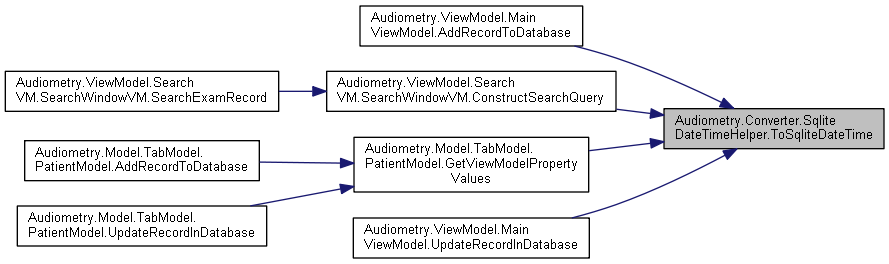 Audiometry.ViewModel.Main
ViewModel.AddRecordToDatabase
Audiometry.ViewModel.Search
VM.SearchWindowVM.SearchExamRecord
Audiometry.ViewModel.Search
VM.SearchWindowVM.ConstructSearchQuery
Audiometry.Converter.Sqlite
DateTimeHelper.ToSqliteDateTime
Audiometry.Model.TabModel.
PatientModel.AddRecordToDatabase
Audiometry.Model.TabModel.
PatientModel.GetViewModelProperty
Values
Audiometry.Model.TabModel.
PatientModel.UpdateRecordInDatabase
Audiometry.ViewModel.Main
ViewModel.UpdateRecordInDatabase